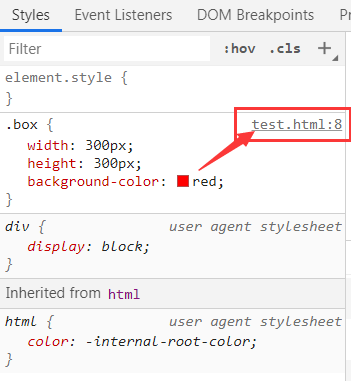 Styles Event Listeners DOM Breakpoints P
Filter :hov .cls
element.style {
}
.box { test.html:8
width: 300px;
height: 300px;
background-color: red;
}
div { user agent stylesheet
display: block;
}
Inherited from html
html { user agent stylesheet
color: -internal-root-color;
}